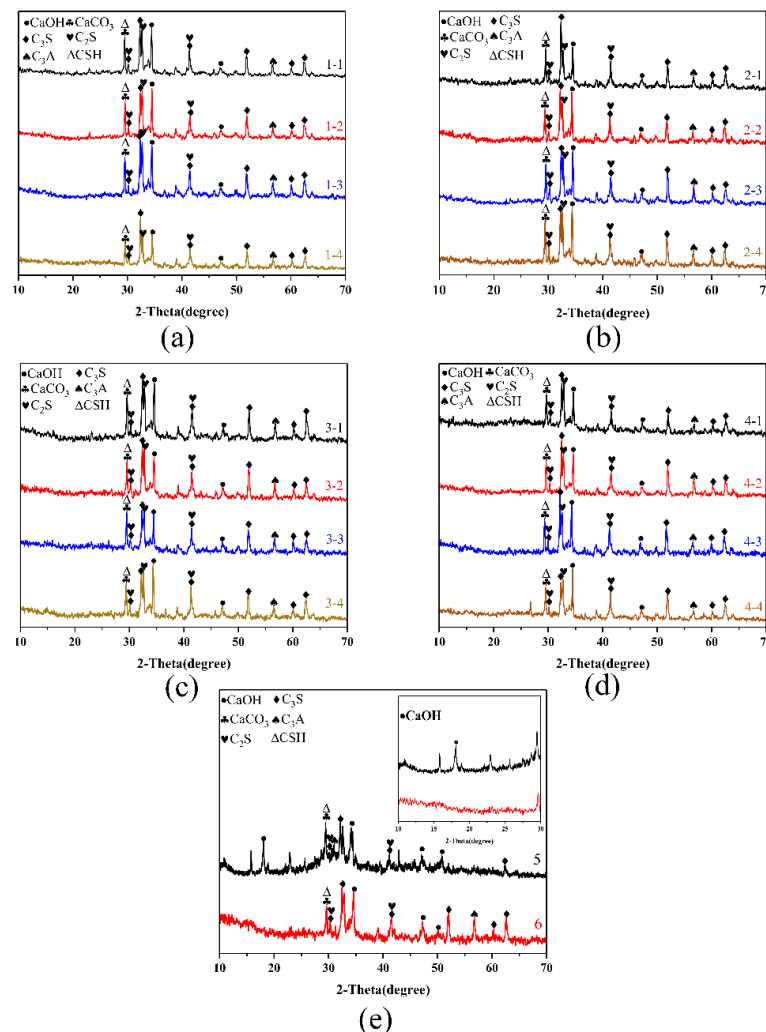 ●CaOH ♣CaCO₃
♦C₃S ♥C₂S
♠C₃A ΔCSH
Δ
1-1
Δ
1-2
Δ
1-3
Δ
1-4
10 20 30 40 50 60 70
2-Theta(degree)
(a)
●CaOH ♦C₃S
♣CaCO₃ ♠C₃A
♥C₂S ΔCSH
Δ
2-1
Δ
2-2
Δ
2-3
Δ
2-4
10 20 30 40 50 60 70
2-Theta(degree)
(b)
●CaOH ♦C₃S
♣CaCO₃ ♠C₃A
♥C₂S ΔCSH
Δ
3-1
Δ
3-2
Δ
3-3
Δ
3-4
10 20 30 40 50 60 70
2-Theta(degree)
(c)
●CaOH ♣CaCO₃
♦C₃S ♥C₂S
♠C₃A ΔCSH
Δ
4-1
Δ
4-2
Δ
4-3
Δ
4-4
10 20 30 40 50 60 70
2-Theta(degree)
(d)
●CaOH ♦C₃S
♣CaCO₃ ♠C₃A
♥C₂S ΔCSH
●CaOH
10 15 20 25 30
2-Theta(degree)
Δ
5
Δ
6
10 20 30 40 50 60 70
2-Theta(degree)
(e)